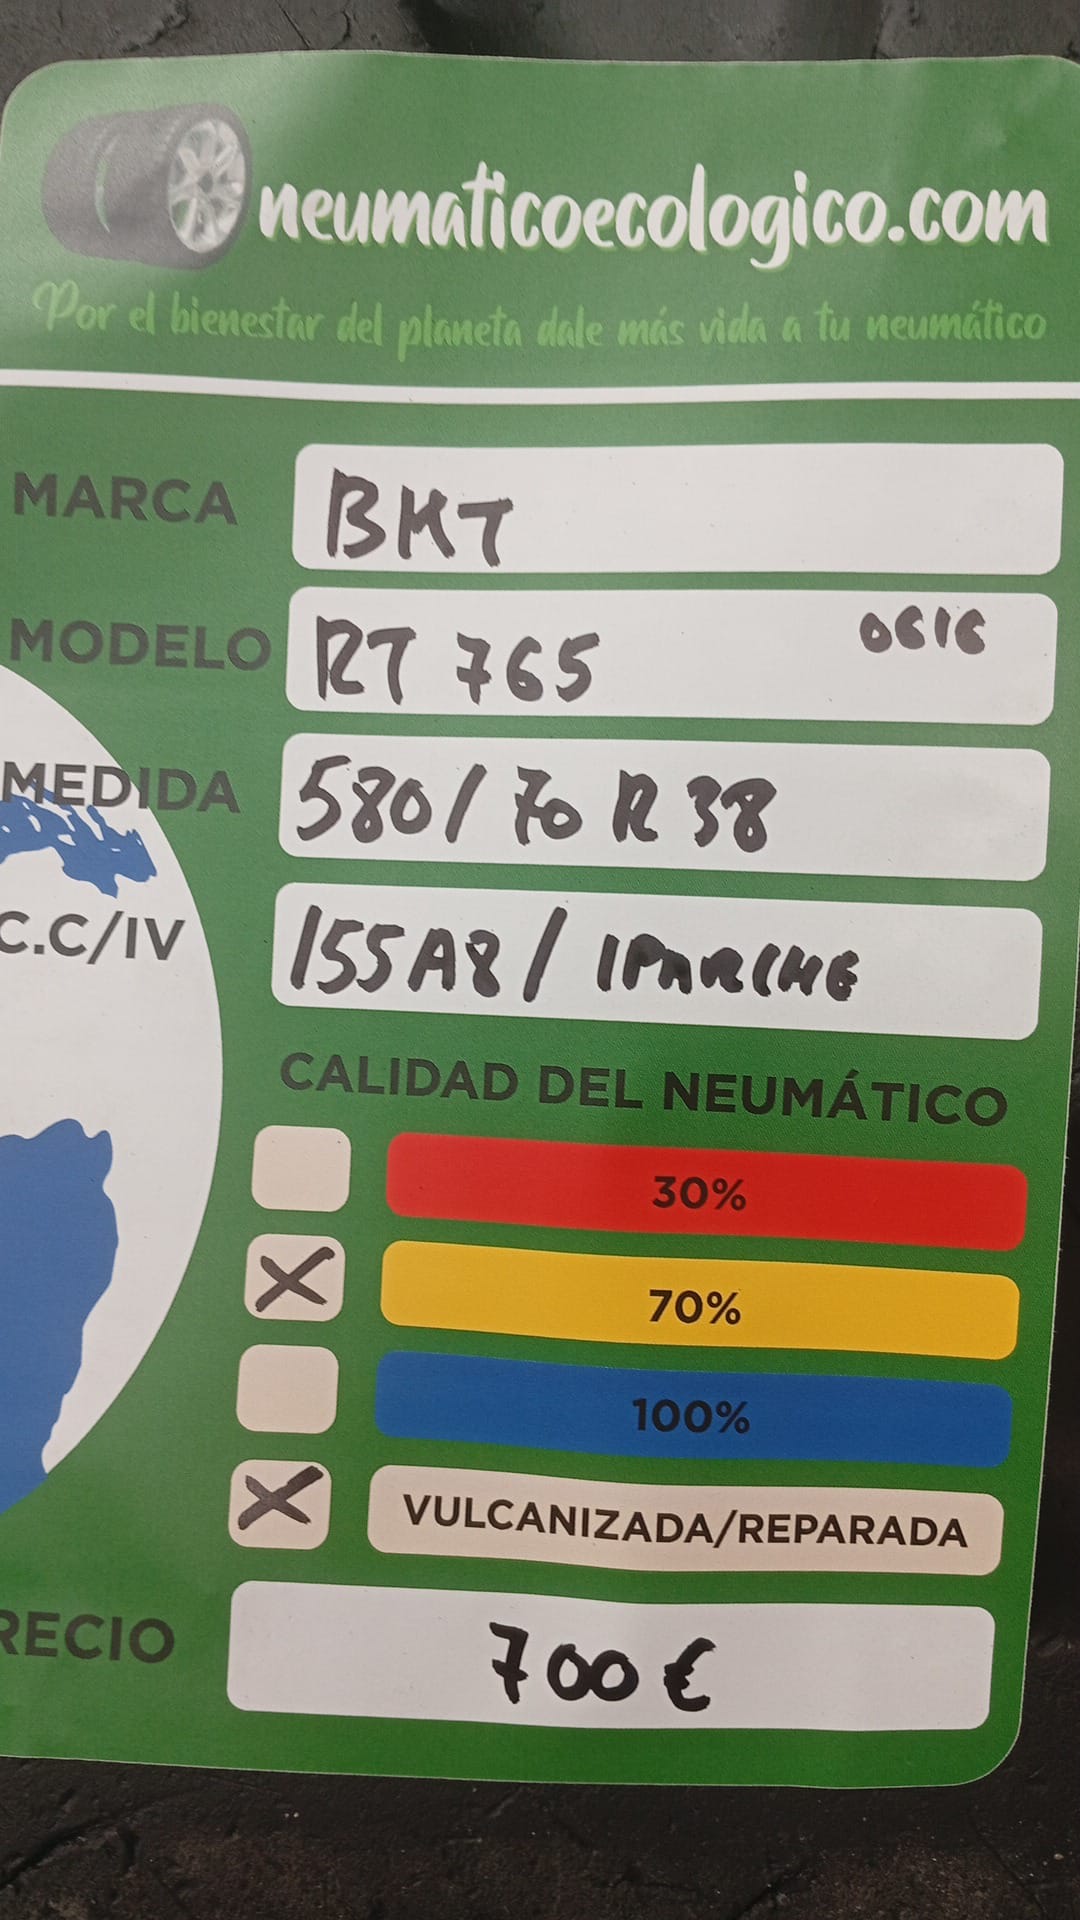 neumaticoecologico.com
Por el bienestar del planeta dale más vida a tu neumático
MARCA BKT
MODELO RT 765 0616
MEDIDA 580/70 R 38
C.C/IV 155A8/ 1PARCHE
CALIDAD DEL NEUMÁTICO
30%
X 70%
100%
X VULCANIZADA/REPARADA
RECIO 700 €